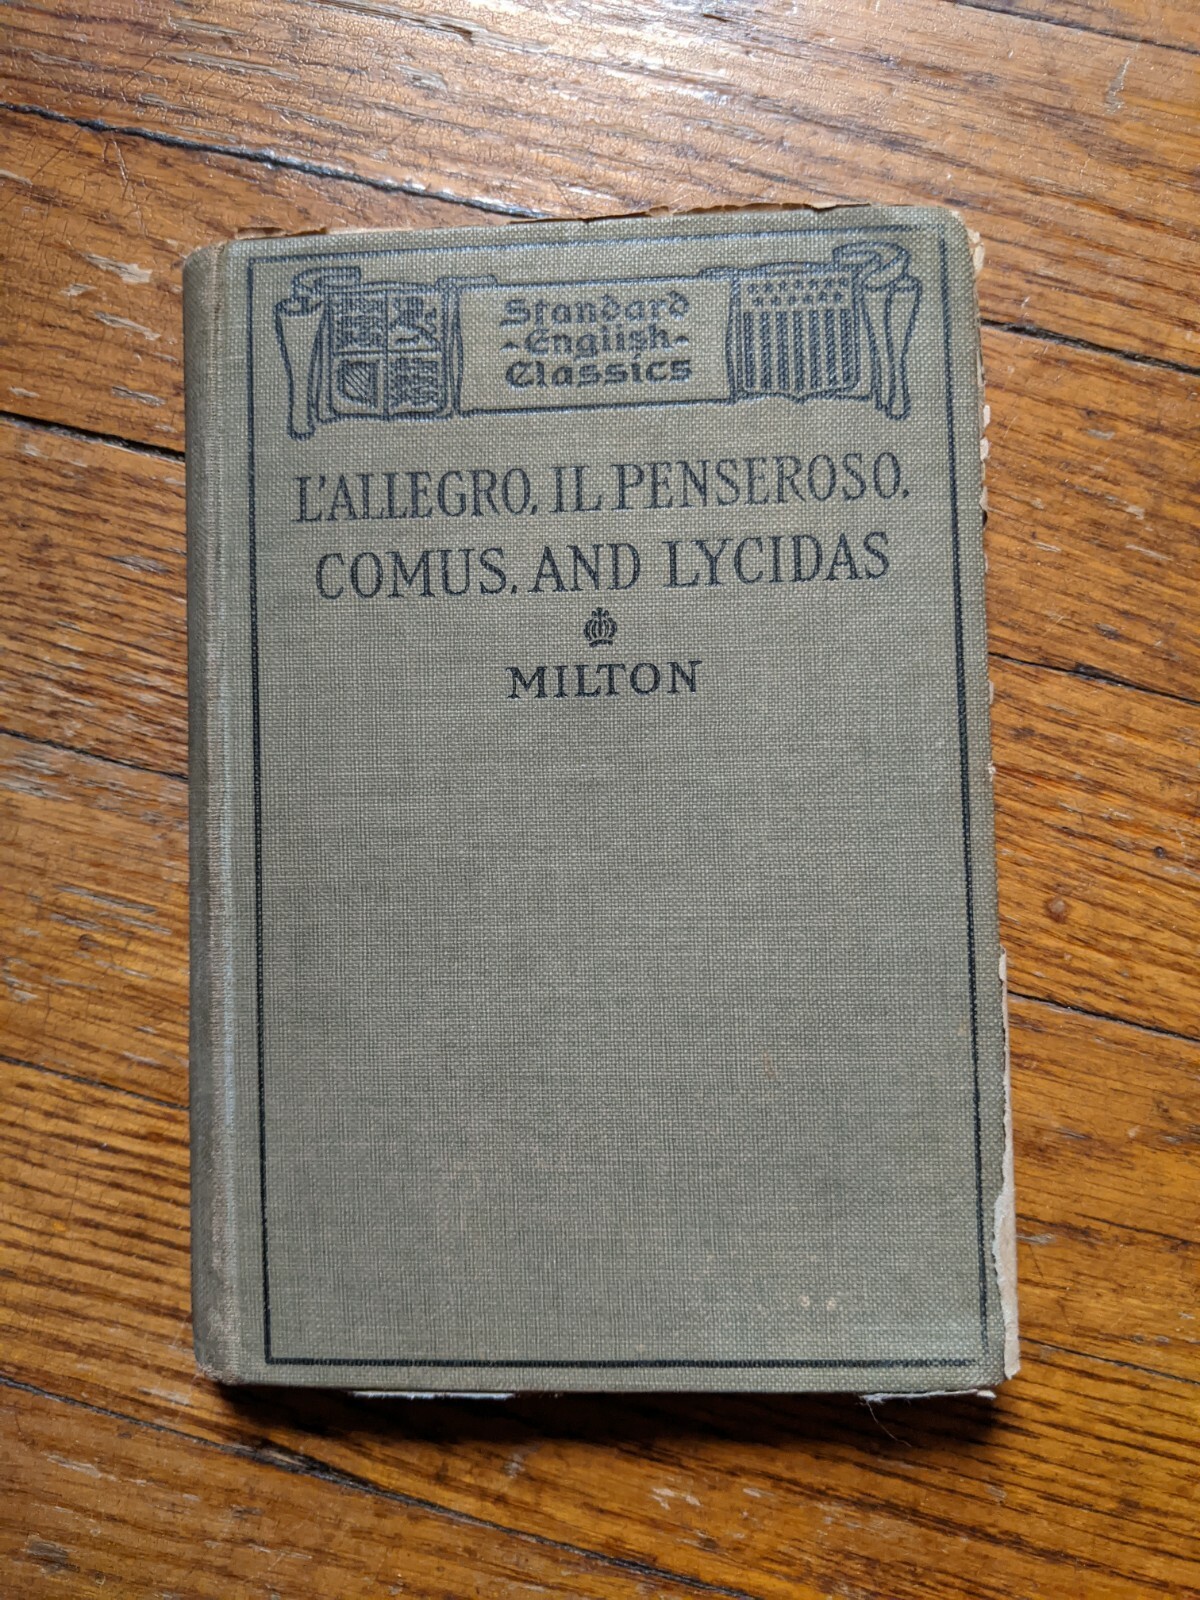 Standard
English
Classics
L'ALLEGRO, IL PENSEROSO,
COMUS, AND LYCIDAS
MILTON